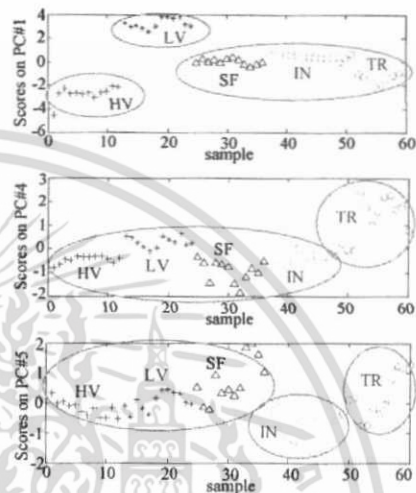 Scores on PC#1
4
2
0
-2
-4
-6
LV
HV
SF
IN
TR
0 10 20 30 40 50 60
sample
Scores on PC#4
3
2
1
0
-1
-2
HV
LV
SF
IN
TR
0 10 20 30 40 50 60
sample
Scores on PC#5
2
1
0
-1
2
HV
LV
SF
IN
TR
0 10 20 30 40 50 60
sample